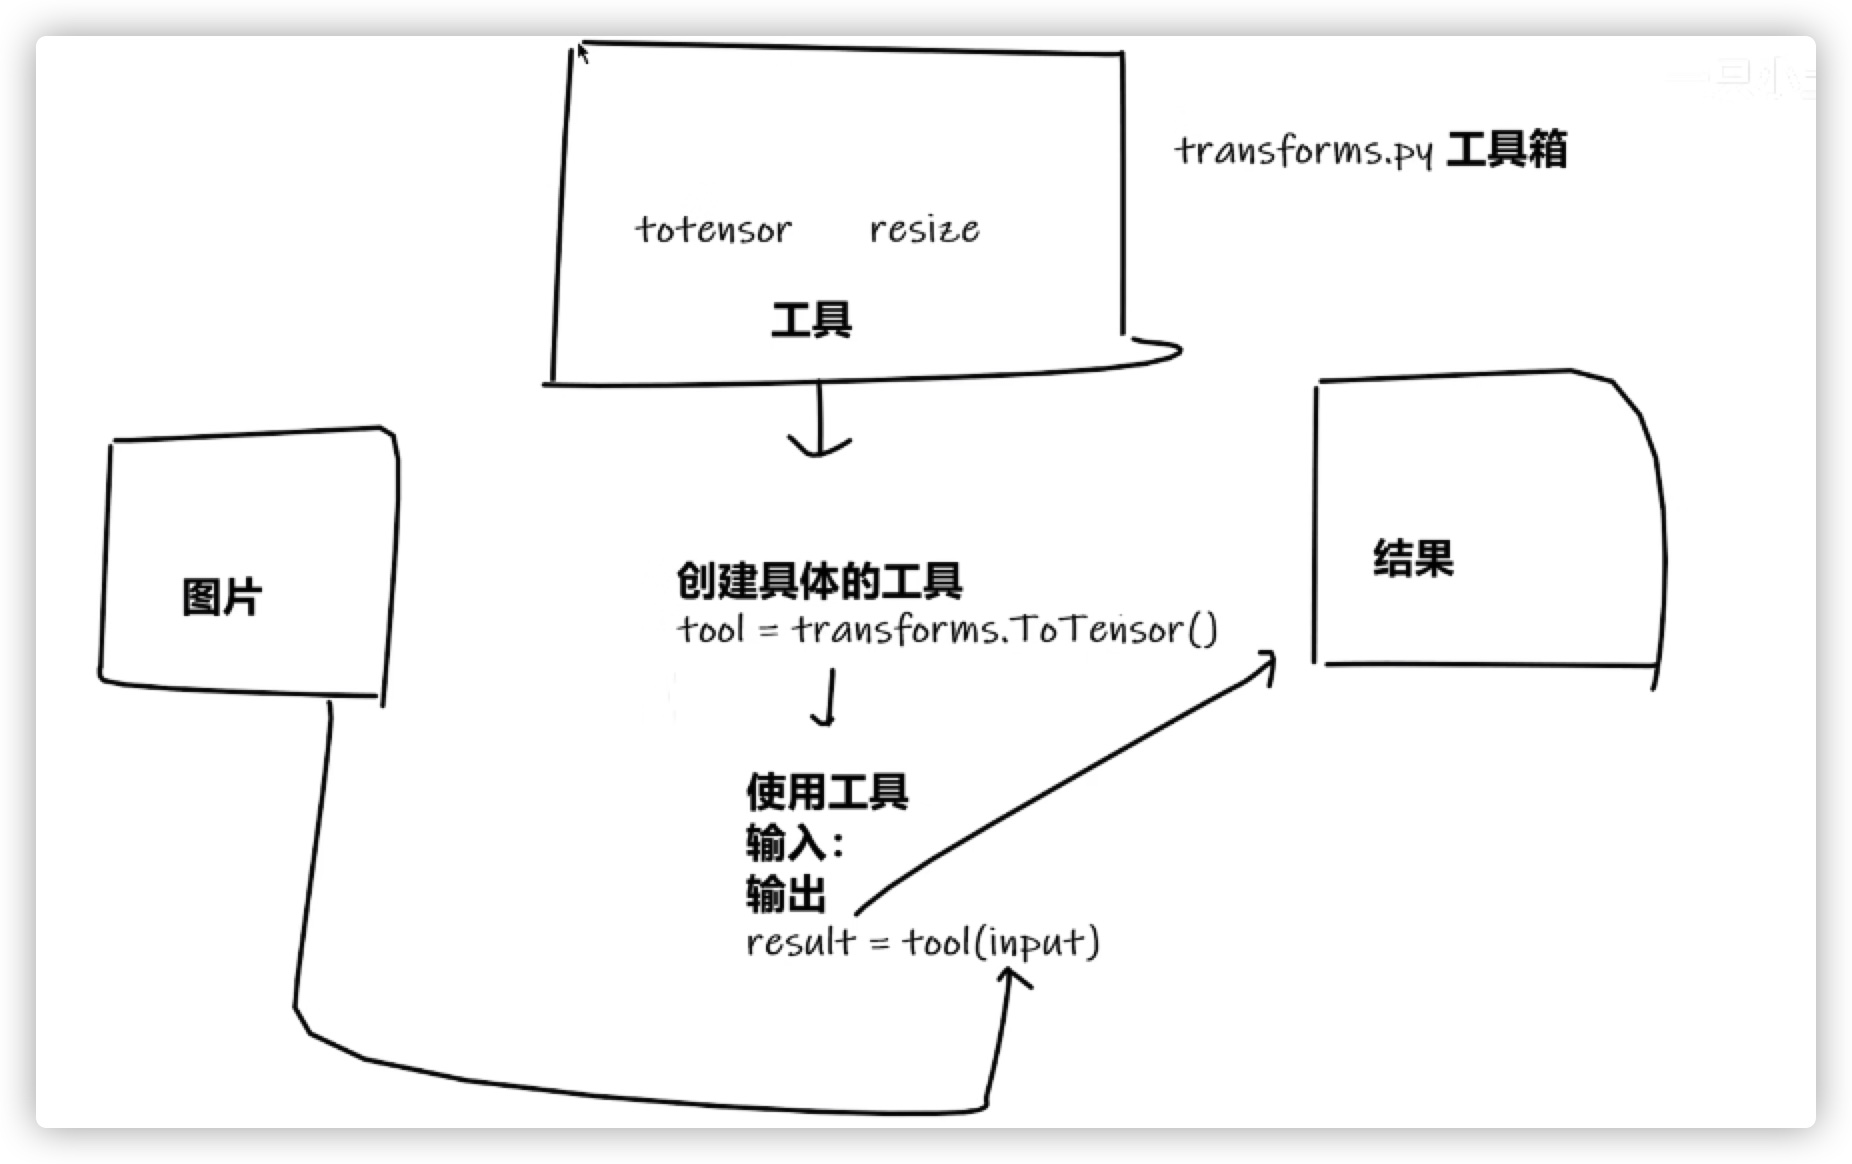 transforms.py 工具箱
totensor resize
工具
图片
创建具体的工具
tool = transforms.ToTensor()
结果
使用工具
输入：
输出
result = tool(input)